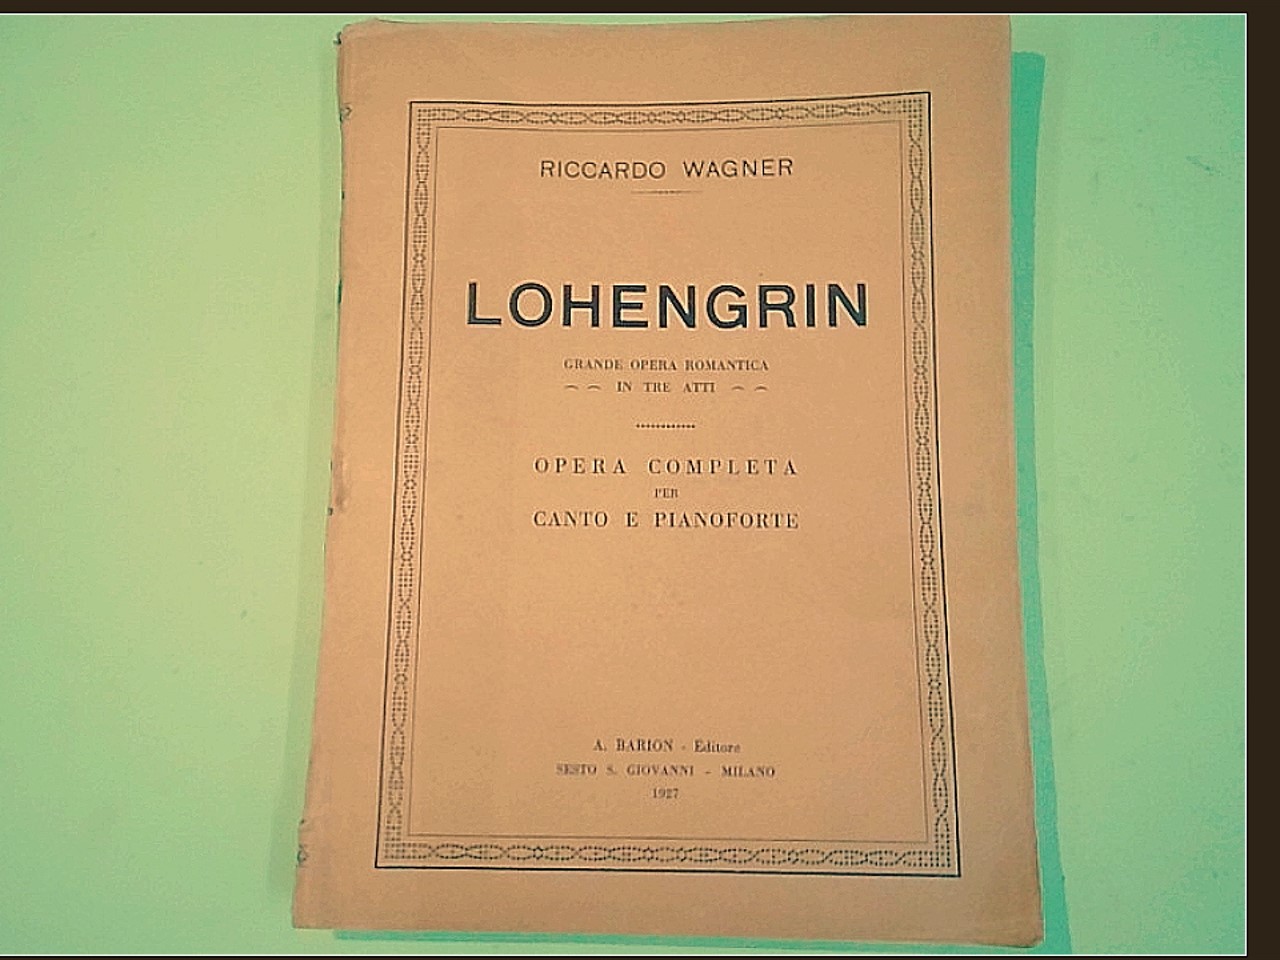 RICCARDO WAGNER
LOHENGRIN
GRANDE OPERA ROMANTICA
IN TRE ATTI
OPERA COMPLETA
PER
CANTO E PIANOFORTE
A. BARION - Editore
SESTO S. GIOVANNI - MILANO
1927